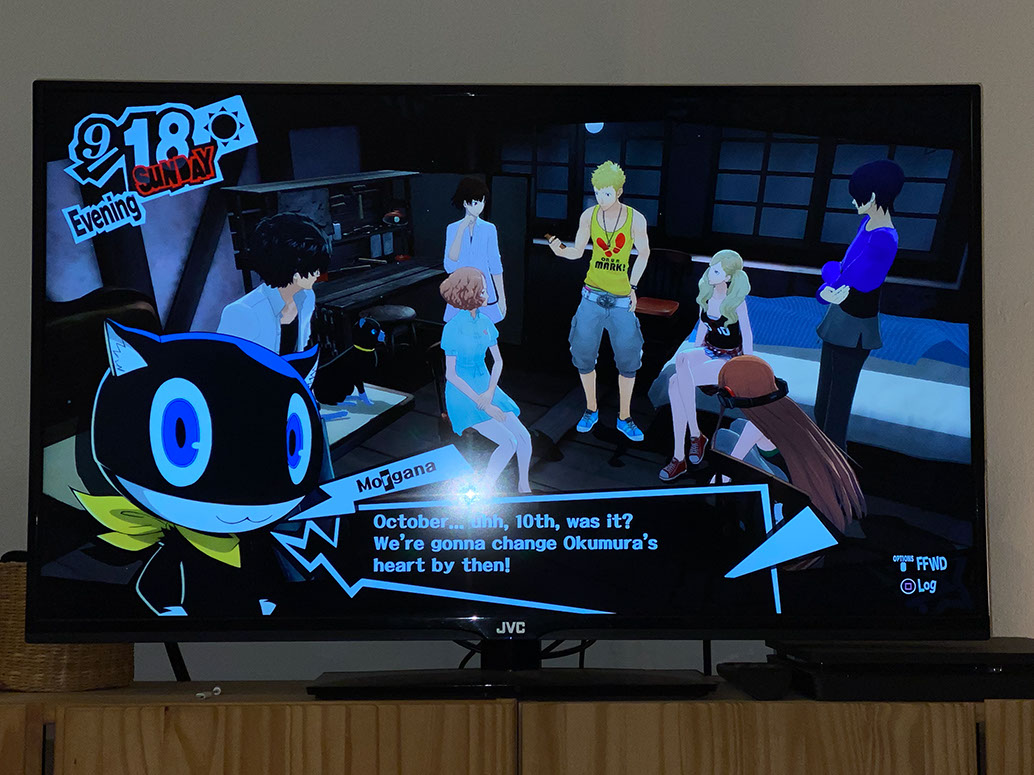 9/18
SUNDAY
Evening
MARK!
Morgana
October... uhh, 10th, was it?
We're gonna change Okumura's
heart by then!
OPTIONS
FFWD
Log
JVC